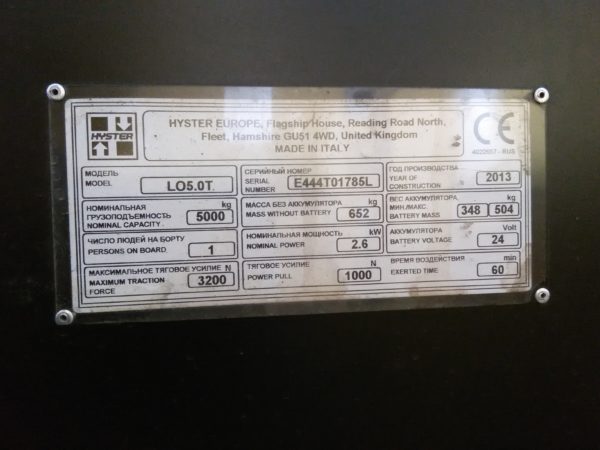 HYSTER
HYSTER EUROPE, Flagship House, Reading Road North,
Fleet, Hamshire GU51 4WD, United Kingdom
MADE IN ITALY
CE
4022657 - RUS
МОДЕЛЬ
MODEL
LO5.0T
СЕРИЙНЫЙ НОМЕР
SERIAL
NUMBER
E444T01785L
ГОД ПРОИЗВОДСТВА
YEAR OF
CONSTRUCTION
2013
НОМИНАЛЬНАЯ
ГРУЗОПОДЪЕМНОСТЬ
NOMINAL CAPACITY
kg
5000
МАССА БЕЗ АККУМУЛЯТОРА
MASS WITHOUT BATTERY
kg
652
ВЕС АККУМУЛЯТОРА
МИН./МАКС.
BATTERY MASS
kg
348 504
ЧИСЛО ЛЮДЕЙ НА БОРТУ
PERSONS ON BOARD
1
НОМИНАЛЬНАЯ МОЩНОСТЬ
NOMINAL POWER
kW
2.6
АККУМУЛЯТОРА
BATTERY VOLTAGE
Volt
24
МАКСИМАЛЬНОЕ ТЯГОВОЕ УСИЛИЕ
MAXIMUM TRACTION
FORCE
N
3200
ТЯГОВОЕ УСИЛИЕ
POWER PULL
N
1000
ВРЕМЯ ВОЗДЕЙСТВИЯ
EXERTED TIME
min
60